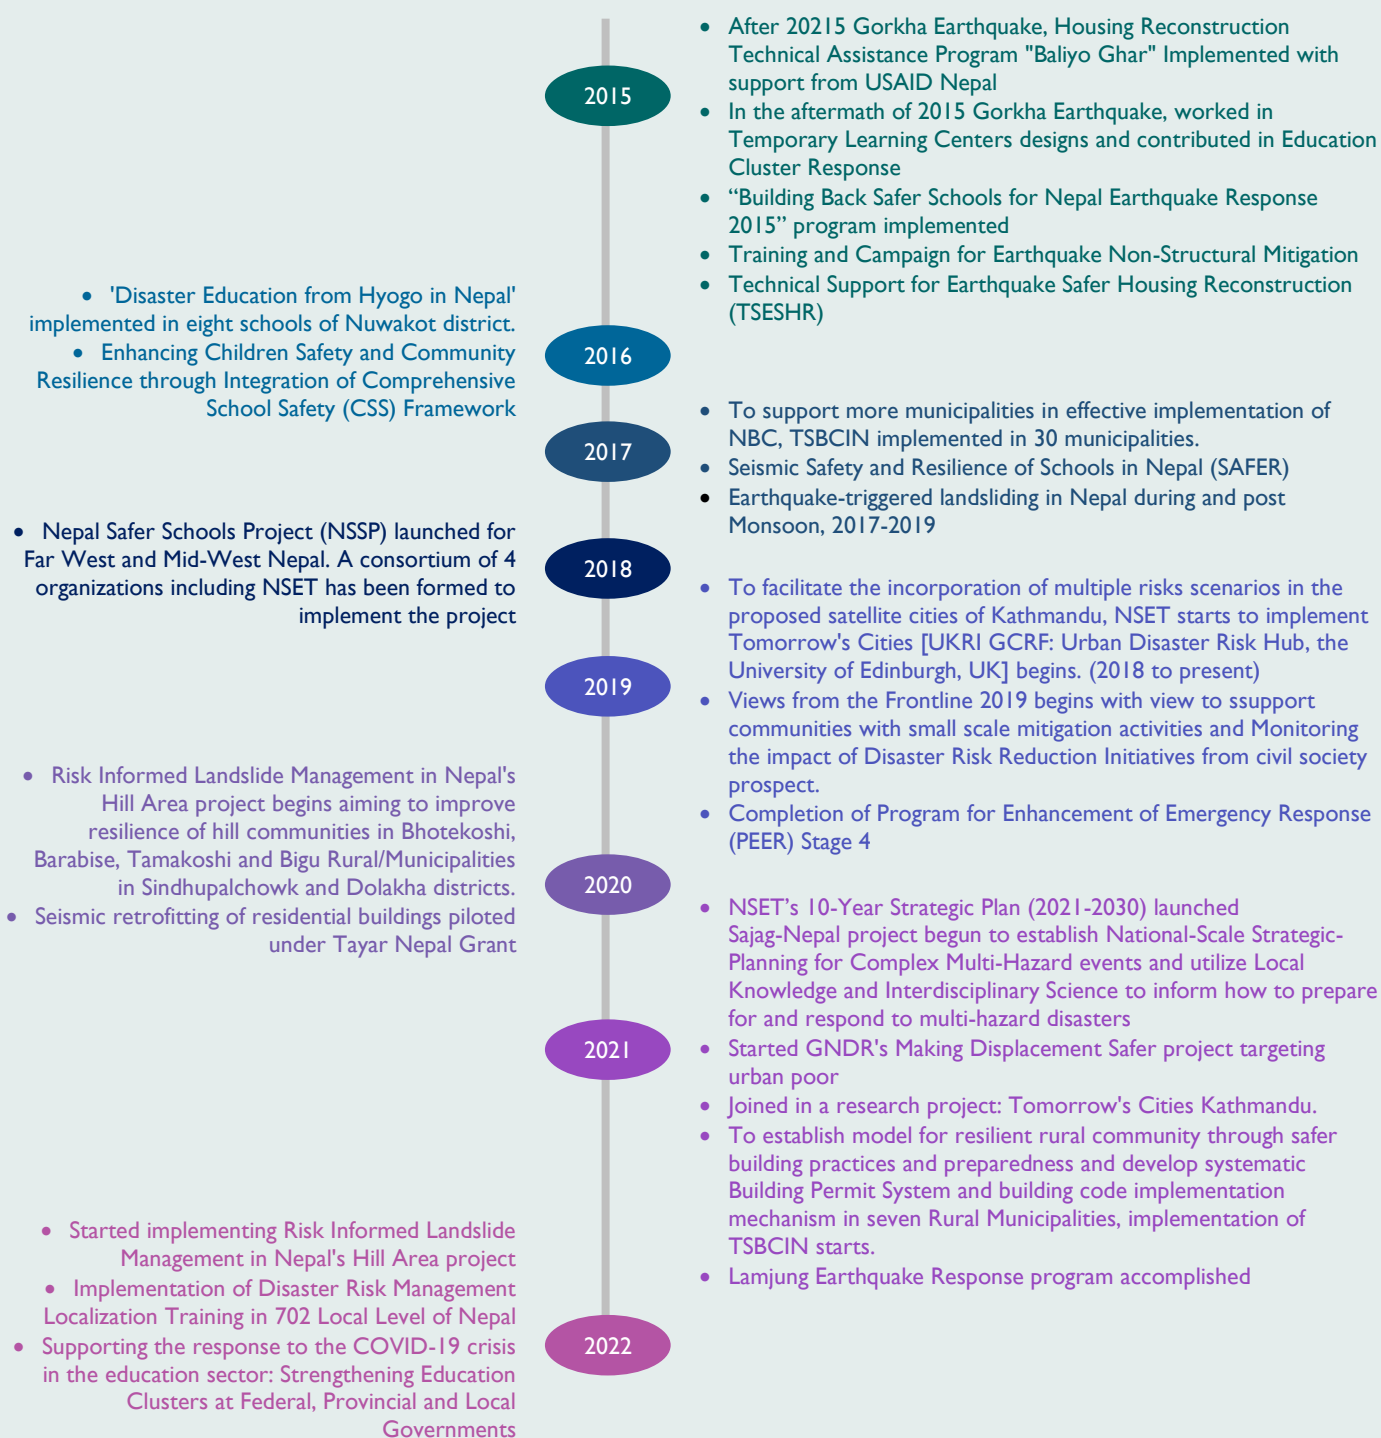 2015
• After 20215 Gorkha Earthquake, Housing Reconstruction
Technical Assistance Program "Baliyo Ghar" Implemented with
support from USAID Nepal
• In the aftermath of 2015 Gorkha Earthquake, worked in
Temporary Learning Centers designs and contributed in Education
Cluster Response
• “Building Back Safer Schools for Nepal Earthquake Response
2015” program implemented
• Training and Campaign for Earthquake Non-Structural Mitigation
• Technical Support for Earthquake Safer Housing Reconstruction
(TSESHR)
2016
• 'Disaster Education from Hyogo in Nepal'
implemented in eight schools of Nuwakot district.
• Enhancing Children Safety and Community
Resilience through Integration of Comprehensive
School Safety (CSS) Framework
2017
• To support more municipalities in effective implementation of
NBC, TSBCIN implemented in 30 municipalities.
• Seismic Safety and Resilience of Schools in Nepal (SAFER)
• Earthquake-triggered landsliding in Nepal during and post
Monsoon, 2017-2019
2018
• Nepal Safer Schools Project (NSSP) launched for
Far West and Mid-West Nepal. A consortium of 4
organizations including NSET has been formed to
implement the project
2019
• To facilitate the incorporation of multiple risks scenarios in the
proposed satellite cities of Kathmandu, NSET starts to implement
Tomorrow's Cities [UKRI GCRF: Urban Disaster Risk Hub, the
University of Edinburgh, UK] begins. (2018 to present)
• Views from the Frontline 2019 begins with view to ssupport
communities with small scale mitigation activities and Monitoring
the impact of Disaster Risk Reduction Initiatives from civil society
prospect.
• Completion of Program for Enhancement of Emergency Response
(PEER) Stage 4
2020
• Risk Informed Landslide Management in Nepal's
Hill Area project begins aiming to improve
resilience of hill communities in Bhotekoshi,
Barabise, Tamakoshi and Bigu Rural/Municipalities
in Sindhupalchowk and Dolakha districts.
• Seismic retrofitting of residential buildings piloted
under Tayar Nepal Grant
2021
• NSET’s 10-Year Strategic Plan (2021-2030) launched
Sajag-Nepal project begun to establish National-Scale Strategic-
Planning for Complex Multi-Hazard events and utilize Local
Knowledge and Interdisciplinary Science to inform how to prepare
for and respond to multi-hazard disasters
• Started GNDR's Making Displacement Safer project targeting
urban poor
• Joined in a research project: Tomorrow's Cities Kathmandu.
• To establish model for resilient rural community through safer
building practices and preparedness and develop systematic
Building Permit System and building code implementation
mechanism in seven Rural Municipalities, implementation of
TSBCIN starts.
• Lamjung Earthquake Response program accomplished
2022
• Started implementing Risk Informed Landslide
Management in Nepal's Hill Area project
• Implementation of Disaster Risk Management
Localization Training in 702 Local Level of Nepal
• Supporting the response to the COVID-19 crisis
in the education sector: Strengthening Education
Clusters at Federal, Provincial and Local
Governments